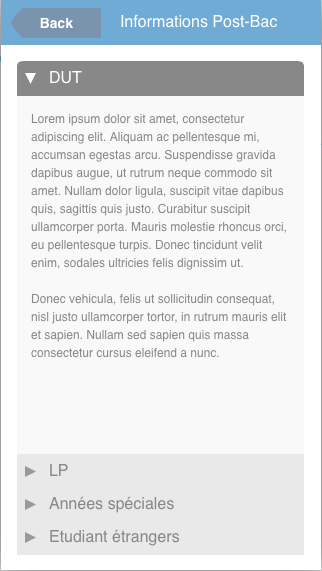 Back
Informations Post-Bac
DUT
Lorem ipsum dolor sit amet, consectetur
adipiscing elit. Aliquam ac pellentesque mi,
accumsan egestas arcu. Suspendisse gravida
dapibus augue, ut rutrum neque commodo sit
amet. Nullam dolor ligula, suscipit vitae dapibus
quis, sagittis quis justo. Curabitur suscipit
ullamcorper porta. Mauris molestie rhoncus orci,
eu pellentesque turpis. Donec tincidunt velit
enim, sodales ultricies felis dignissim ut.
Donec vehicula, felis ut sollicitudin consequat,
nisl justo ullamcorper tortor, in rutrum mauris elit
et sapien. Nullam sed sapien quis massa
consectetur cursus eleifend a nunc.
LP
Années spéciales
Etudiant étrangers